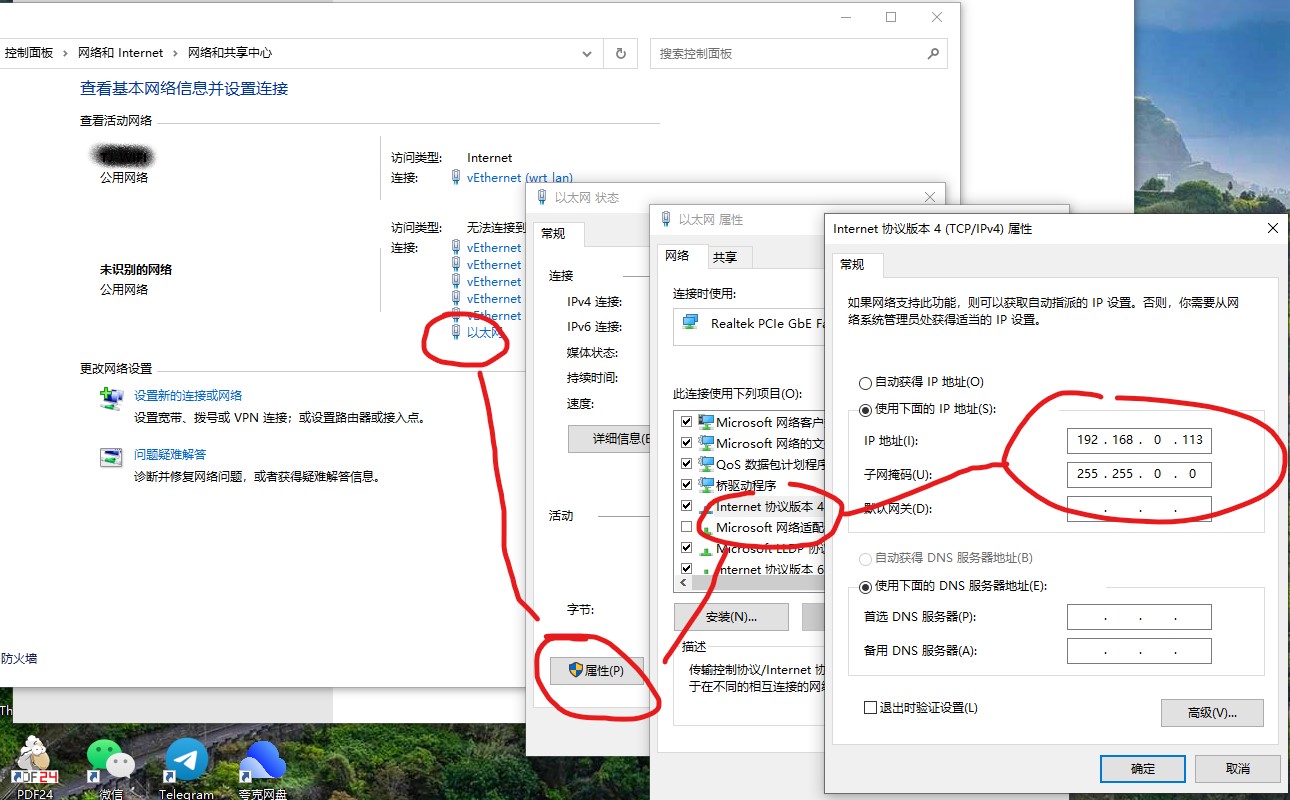 控制面板 › 网络和 Internet › 网络和共享中心
搜索控制面板
查看基本网络信息并设置连接
查看活动网络
公用网络
访问类型: Internet
连接: vEthernet (wrt_lan)
未识别的网络
公用网络
访问类型: 无法连接到
连接: vEthernet
vEthernet
vEthernet
vEthernet
vEthernet
以太网
更改网络设置
设置新的连接或网络
设置宽带、拨号或 VPN 连接；或设置路由器或接入点。
问题疑难解答
诊断并修复网络问题，或者获得疑难解答信息。
防火墙
以太网 状态
常规
连接
IPv4 连接:
IPv6 连接:
媒体状态:
持续时间:
速度:
详细信息(E
活动
字节:
属性(P)
以太网 属性
网络 共享
连接时使用:
Realtek PCIe GbE Fa
此连接使用下列项目(O):
Microsoft 网络客户
Microsoft 网络的文
QoS 数据包计划程序
桥驱动程序
Internet 协议版本 4
Microsoft 网络适配
Microsoft LLDP 协议
Internet 协议版本 6
安装(N)...
描述
传输控制协议/Internet 协
于在不同的相互连接的网络
Internet 协议版本 4 (TCP/IPv4) 属性
常规
如果网络支持此功能，则可以获取自动指派的 IP 设置。否则，你需要从网
络系统管理员处获得适当的 IP 设置。
自动获得 IP 地址(O)
使用下面的 IP 地址(S):
IP 地址(I): 192 . 168 . 0 . 113
子网掩码(U): 255 . 255 . 0 . 0
默认网关(D): . . .
自动获得 DNS 服务器地址(B)
使用下面的 DNS 服务器地址(E):
首选 DNS 服务器(P): . . .
备用 DNS 服务器(A): . . .
退出时验证设置(L)
高级(V)...
确定 取消
Th
PDF24
PDF24 微信 Telegram 夸克网盘